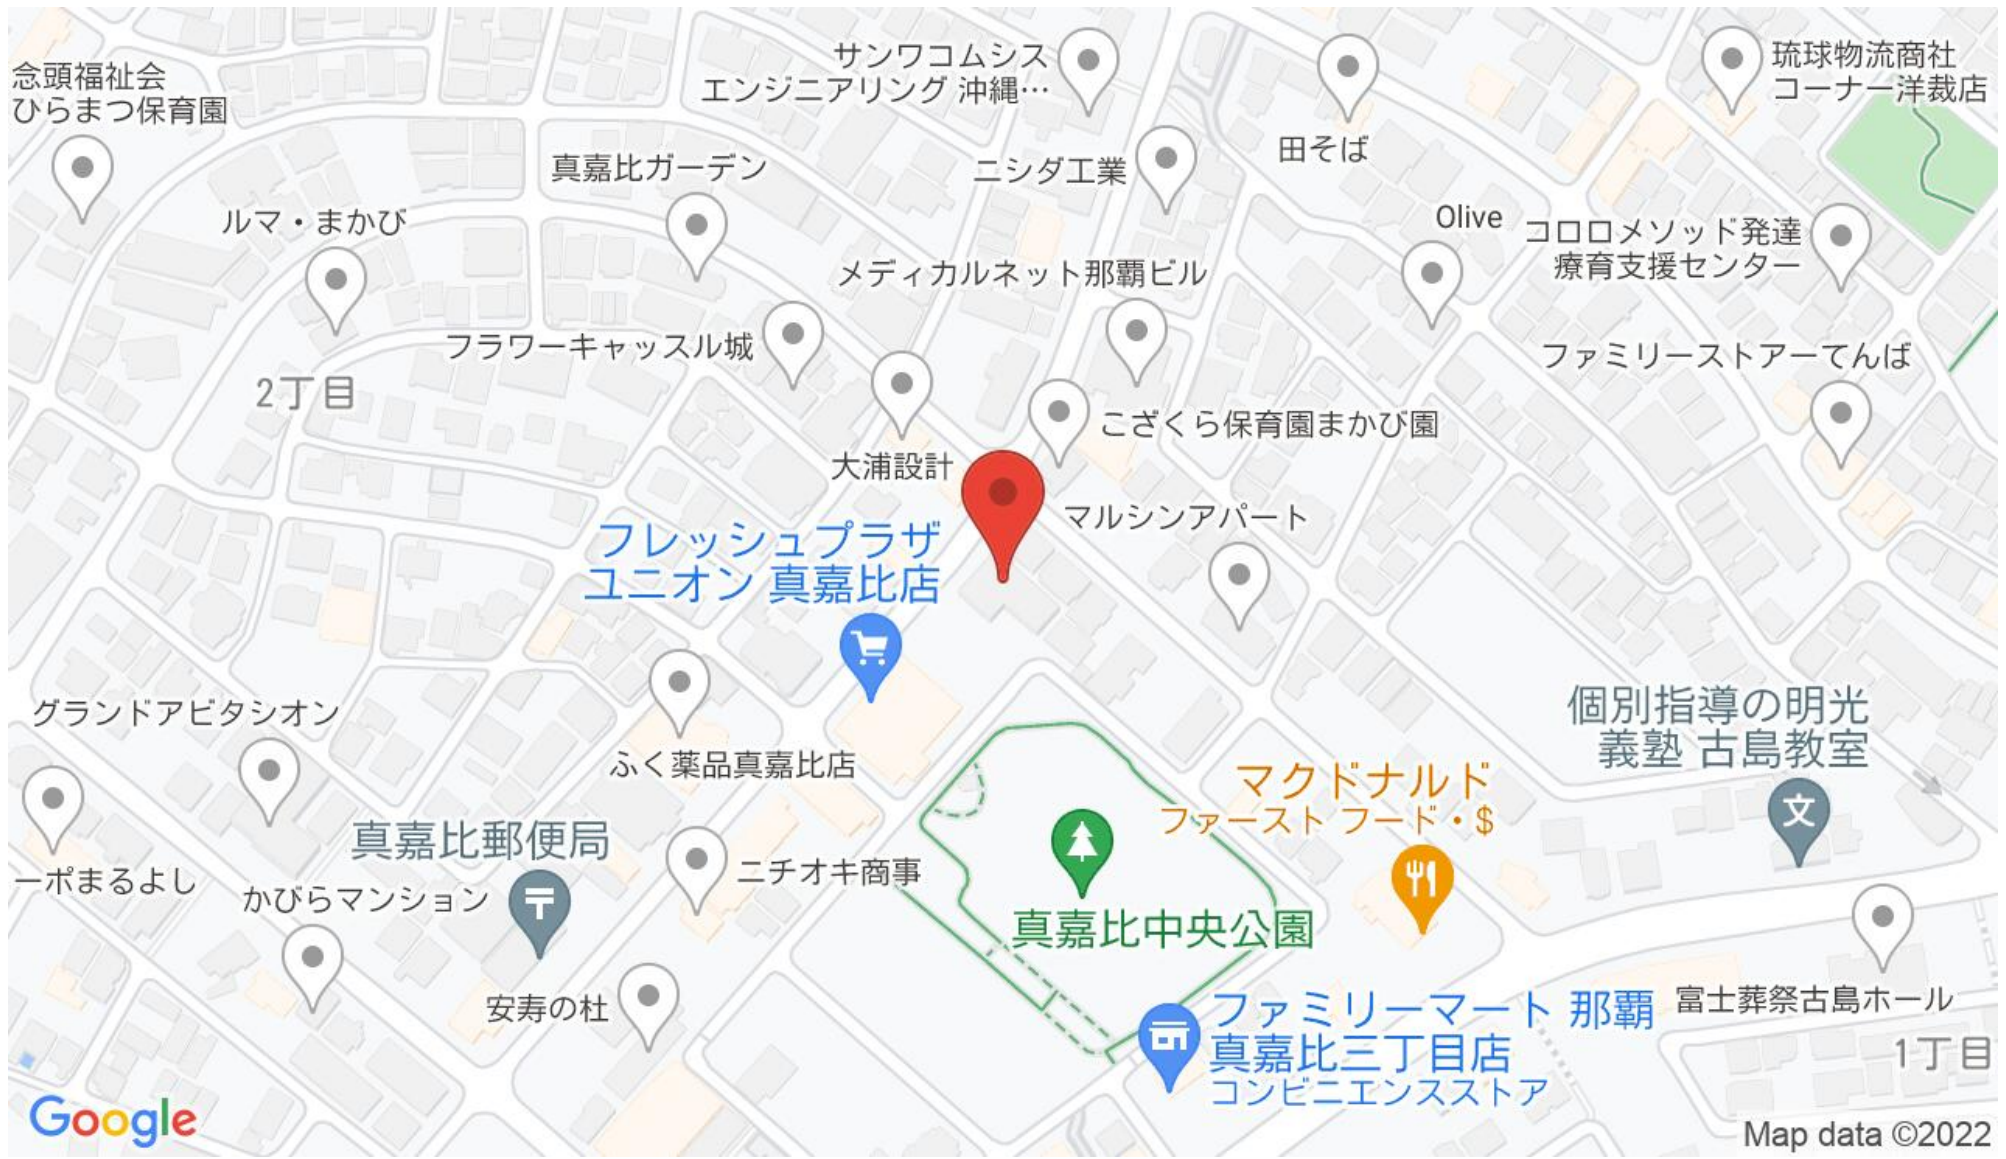 サンワコムシス
エンジニアリング 沖縄…
琉球物流商社
コーナー洋裁店
念頭福祉会
ひらまつ保育園
田そば
真嘉比ガーデン
ニシダ工業
ルマ・まかび
Olive
コロロメソッド発達
療育支援センター
メディカルネット那覇ビル
フラワーキャッスル城
ファミリーストアーてんば
2丁目
こざくら保育園まかび園
大浦設計
マルシンアパート
フレッシュプラザ
ユニオン 真嘉比店
グランドアビタシオン
個別指導の明光
義塾 古島教室
ふく薬品真嘉比店
マクドナルド
ファースト フード・$
文
真嘉比郵便局
ーポまるよし
かびらマンション
〒
ニチオキ商事
真嘉比中央公園
安寿の杜
ファミリーマート 那覇
真嘉比三丁目店
コンビニエンスストア
富士葬祭古島ホール
1丁目
Google
Map data ©2022